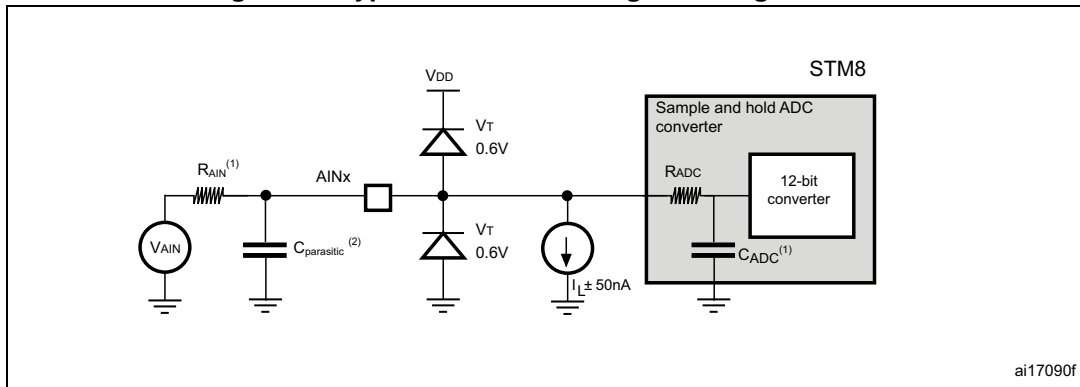 STM8
VDD
Sample and hold ADC
converter
VT
0.6V
RAIN(1)
AINx
RADC
12-bit
converter
VAIN
Cparasitic (2)
VT
0.6V
IL± 50nA
CADC(1)
ai17090f